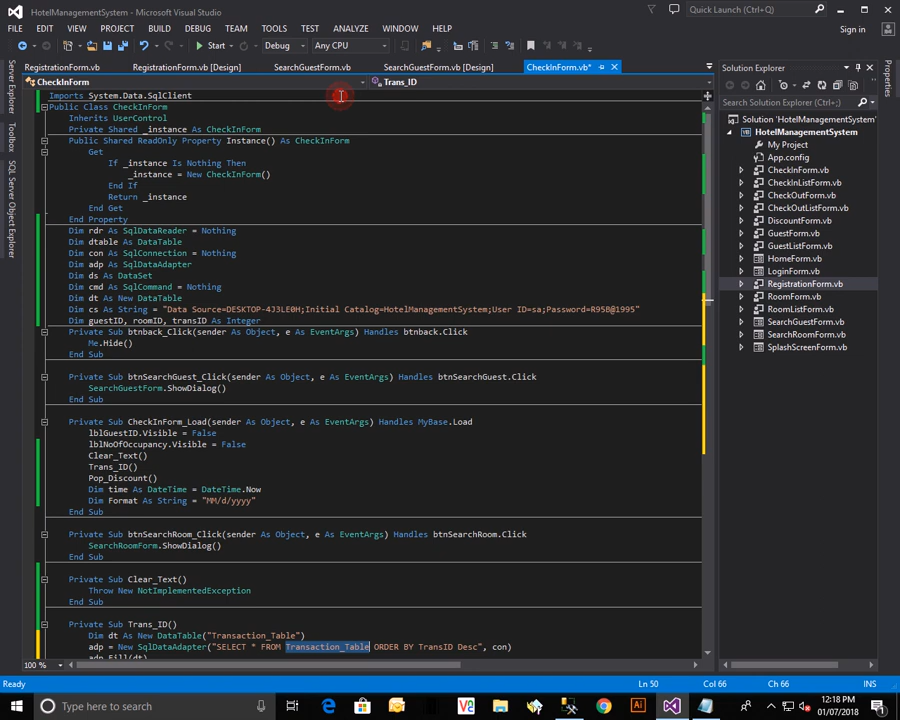 HotelManagementSystem - Microsoft Visual Studio
Quick Launch (Ctrl+Q)
FILE EDIT VIEW PROJECT BUILD DEBUG TEAM TOOLS TEST ANALYZE WINDOW HELP
Sign in
Start Debug Any CPU
RegistrationForm.vb RegistrationForm.vb [Design] SearchGuestForm.vb SearchGuestForm.vb [Design] CheckInForm.vb*
CheckInForm Trans_ID
Server Explorer
Toolbox
SQL Server Object Explorer
Imports System.Data.SqlClient
Public Class CheckInForm
Inherits UserControl
Private Shared _instance As CheckInForm
Public Shared ReadOnly Property Instance() As CheckInForm
Get
If _instance Is Nothing Then
_instance = New CheckInForm()
End If
Return _instance
End Get
End Property
Dim rdr As SqlDataReader = Nothing
Dim dtable As DataTable
Dim con As SqlConnection = Nothing
Dim adp As SqlDataAdapter
Dim ds As DataSet
Dim cmd As SqlCommand = Nothing
Dim dt As New DataTable
Dim cs As String = "Data Source=DESKTOP-4J3LE0H;Initial Catalog=HotelManagementSystem;User ID=sa;Password=R95B@1995"
Dim guestID, roomID, transID As Integer
Private Sub btnback_Click(sender As Object, e As EventArgs) Handles btnback.Click
Me.Hide()
End Sub
Private Sub btnSearchGuest_Click(sender As Object, e As EventArgs) Handles btnSearchGuest.Click
SearchGuestForm.ShowDialog()
End Sub
Private Sub CheckInForm_Load(sender As Object, e As EventArgs) Handles MyBase.Load
lblGuestID.Visible = False
lblNoOfOccupancy.Visible = False
Clear_Text()
Trans_ID()
Pop_Discount()
Dim time As DateTime = DateTime.Now
Dim Format As String = "MM/d/yyyy"
End Sub
Private Sub btnSearchRoom_Click(sender As Object, e As EventArgs) Handles btnSearchRoom.Click
SearchRoomForm.ShowDialog()
End Sub
Private Sub Clear_Text()
Throw New NotImplementedException
End Sub
Private Sub Trans_ID()
Dim dt As New DataTable("Transaction_Table")
adp = New SqlDataAdapter("SELECT * FROM Transaction_Table ORDER BY TransID Desc", con)
adp.Fill(dt)
100 %
Solution Explorer
Search Solution Explorer (Ctrl+;)
Solution 'HotelManagementSystem'
HotelManagementSystem
My Project
App.config
CheckInForm.vb
CheckInListForm.vb
CheckOutForm.vb
CheckOutListForm.vb
DiscountForm.vb
GuestForm.vb
GuestListForm.vb
HomeForm.vb
LoginForm.vb
RegistrationForm.vb
RoomForm.vb
RoomListForm.vb
SearchGuestForm.vb
SearchRoomForm.vb
SplashScreenForm.vb
Properties
Ready Ln 50 Col 66 Ch 66 INS
Type here to search
12:18 PM
01/07/2018